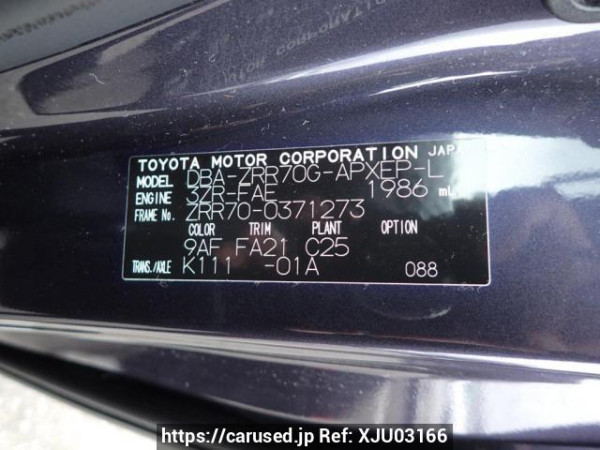 TOYOTA MOTOR CORPORATION JAPAN
MODEL DBA-ZRR70G-APXEP-L
ENGINE 3ZR-FAE 1986 mL
FRAME No. ZRR70-0371273
COLOR TRIM PLANT OPTION
9AF FA21 C25
TRANS./AXLE K111 -01A 088
https://carused.jp Ref: XJU03166